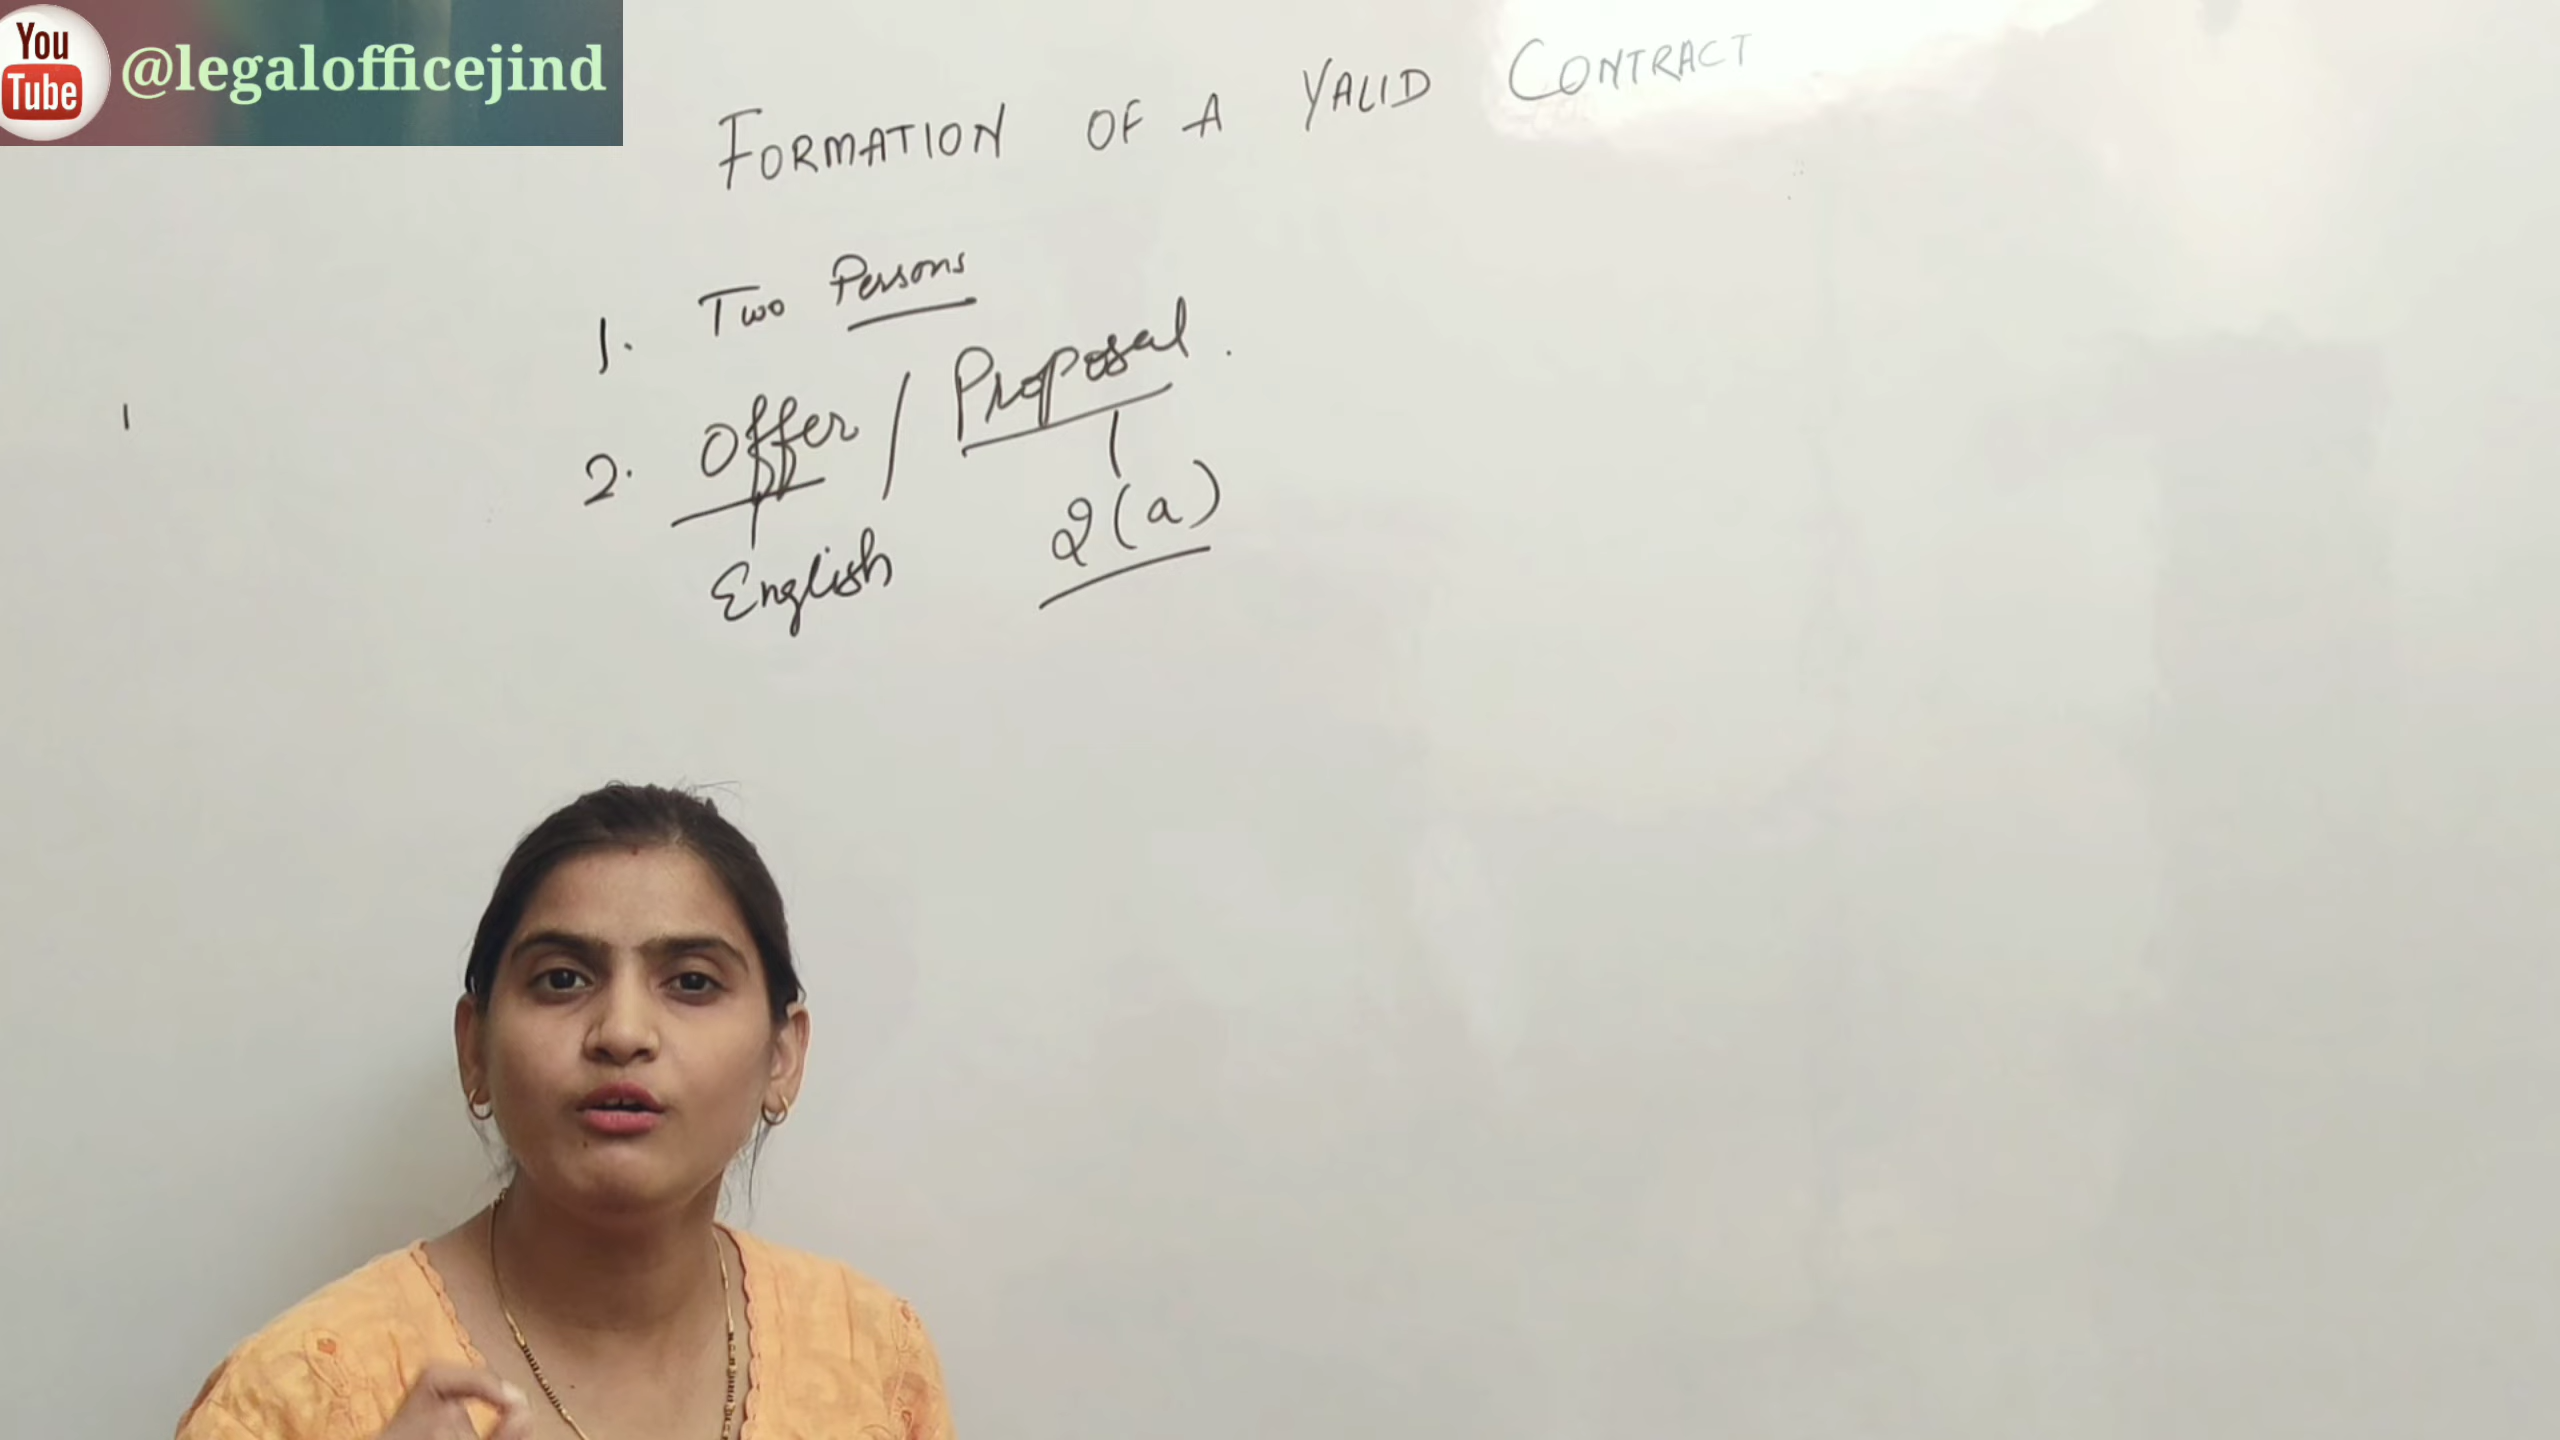 You
Tube
@legalofficejind
FORMATION OF A VALID CONTRACT
1. Two Persons
2. Offer / Proposal.
English 2(a)